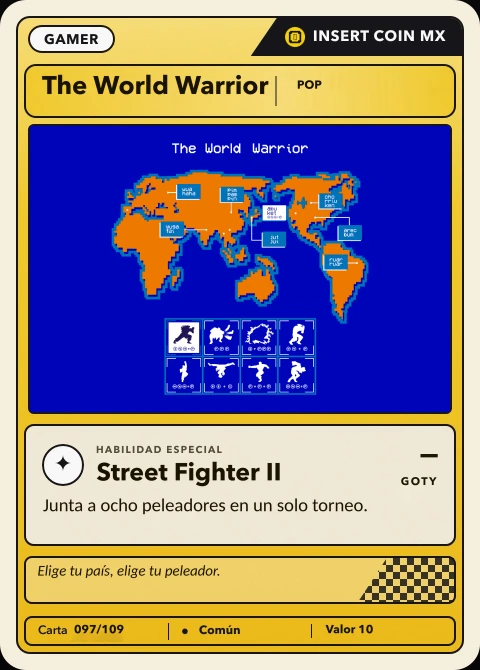 GAMER
INSERT COIN MX
The World Warrior
POP
The World Warrior
HABILIDAD ESPECIAL
Street Fighter II
GOTY
Junta a ocho peleadores en un solo torneo.
Elige tu país, elige tu peleador.
Carta 097/109
• Común
Valor 10